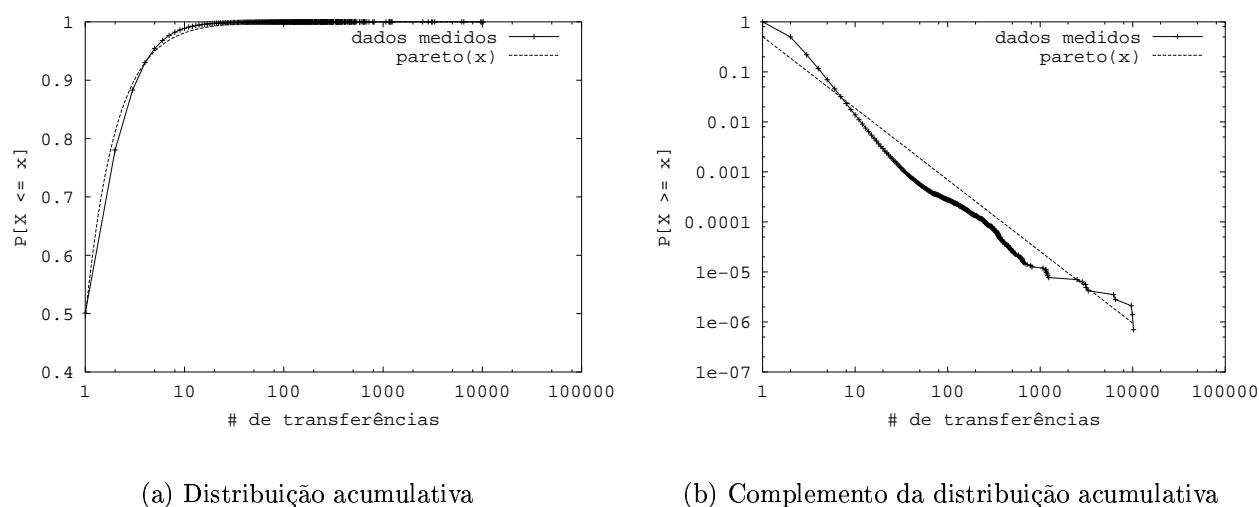 1
0.9
0.8
0.7
0.6
0.5
0.4
P[X <= x]
dados medidos
pareto(x)
1 10 100 1000 10000 100000
# de transferências
1
0.1
0.01
0.001
0.0001
1e-05
1e-06
1e-07
P[X >= x]
dados medidos
pareto(x)
1 10 100 1000 10000 100000
# de transferências
(a) Distribuição acumulativa
(b) Complemento da distribuição acumulativa